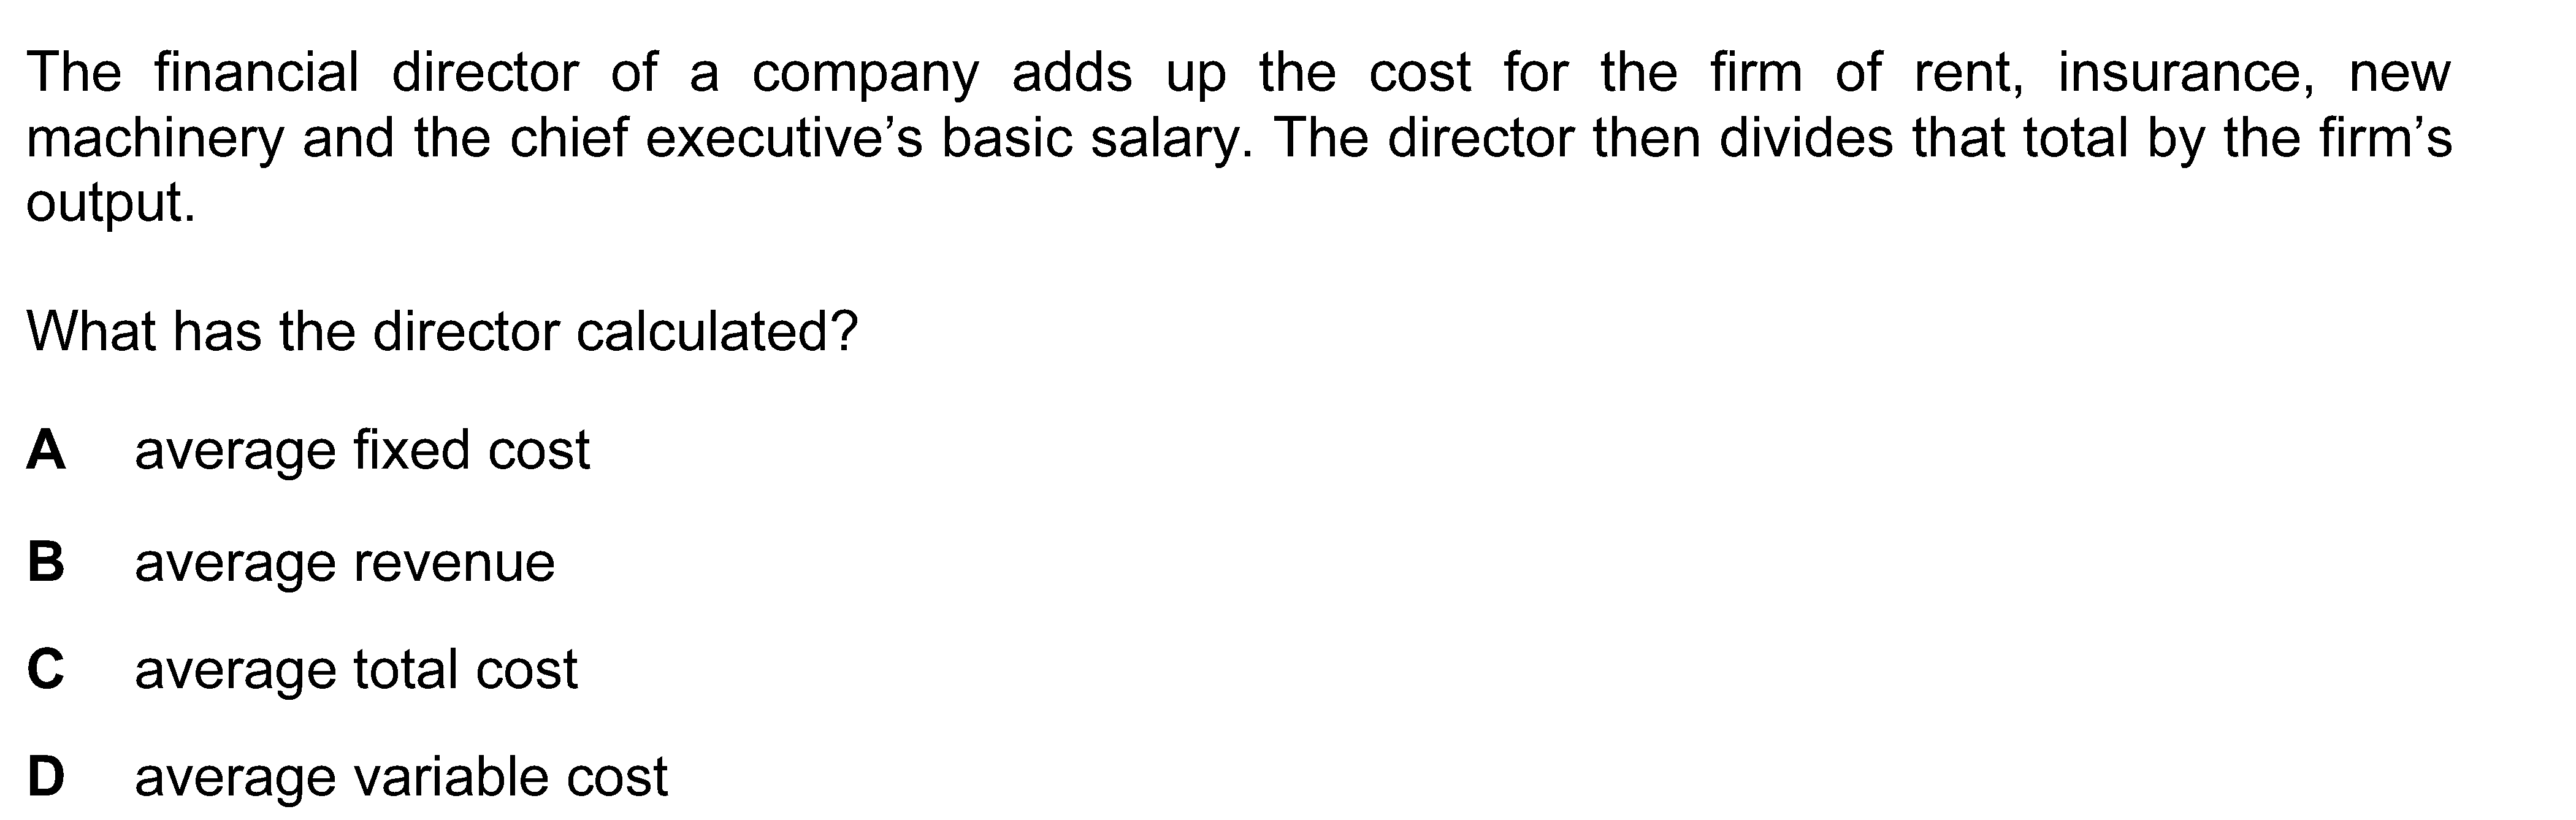 The financial director of a company adds up the cost for the firm of rent, insurance, new
machinery and the chief executive’s basic salary. The director then divides that total by the firm’s
output.
What has the director calculated?
A average fixed cost
B average revenue
C average total cost
D average variable cost